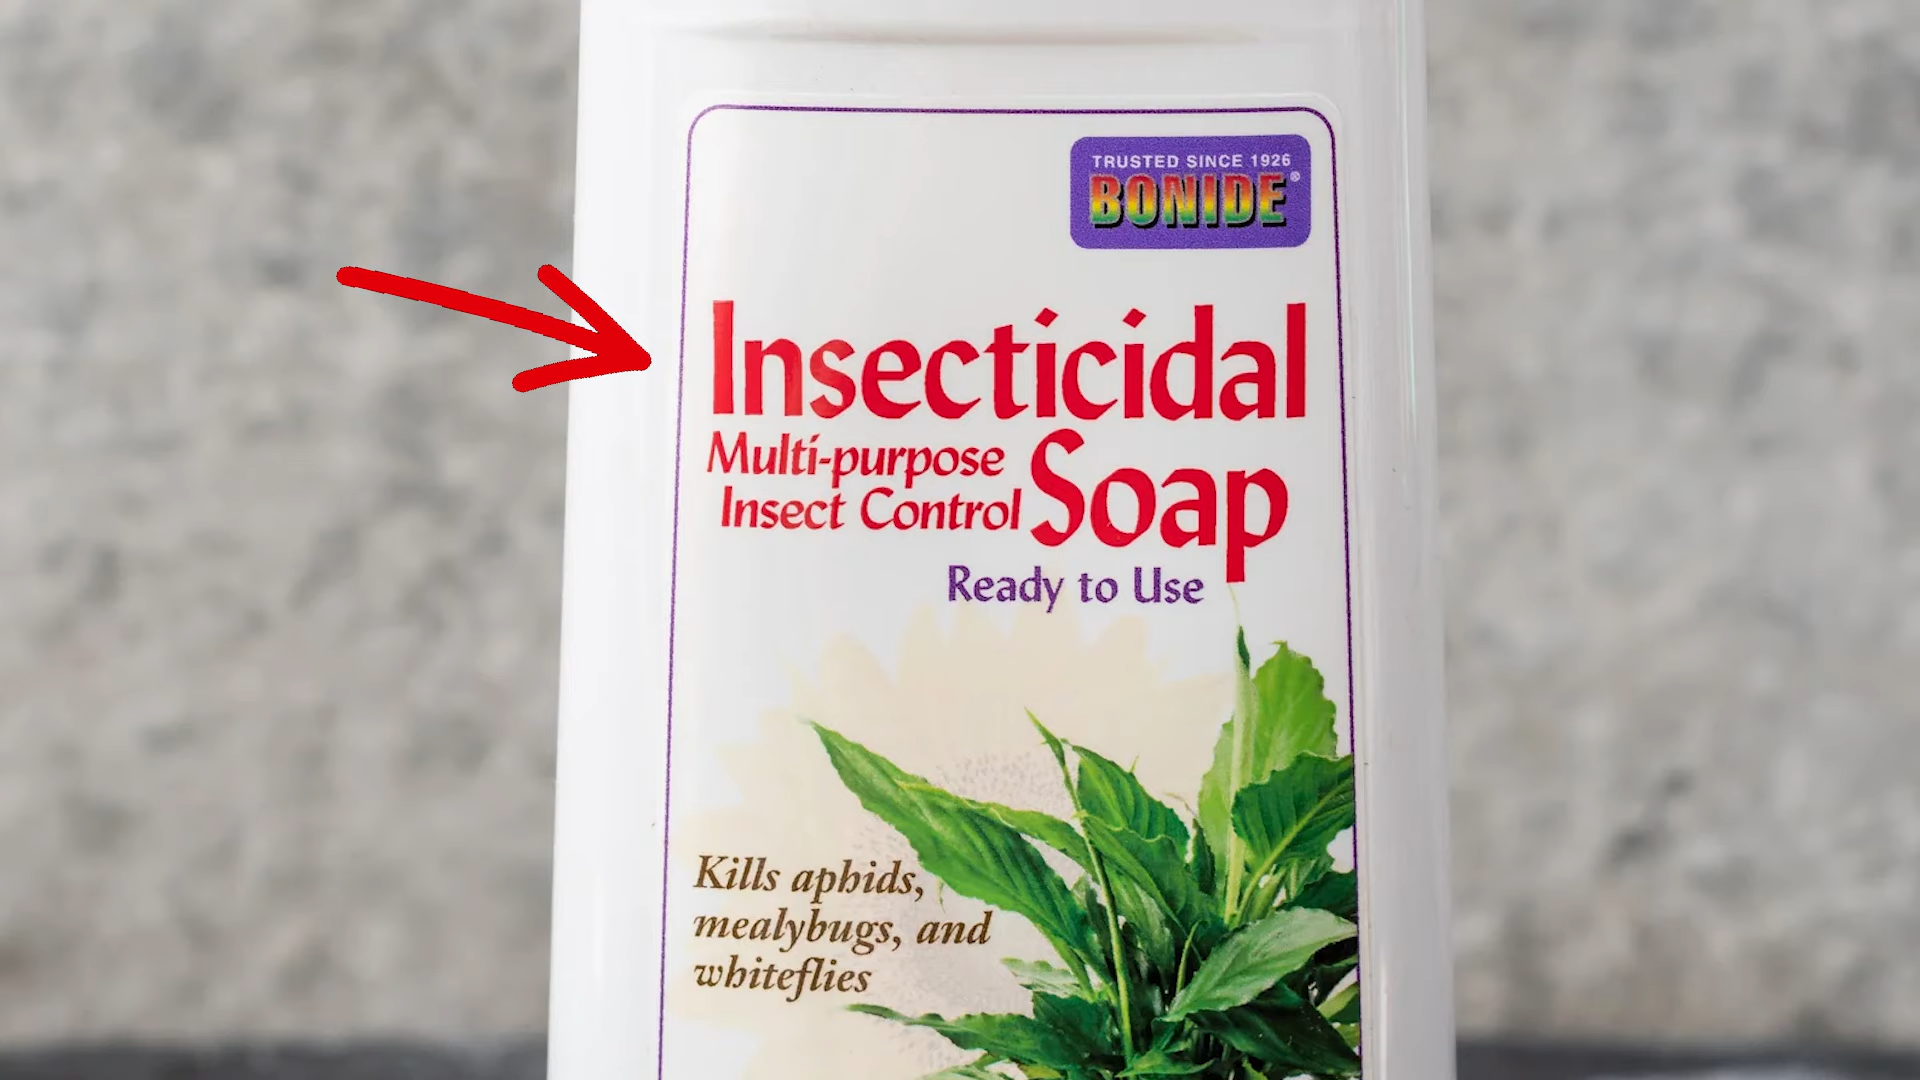 TRUSTED SINCE 1926
BONIDE®
Insecticidal
Multi-purpose
Insect Control
Soap
Ready to Use
Kills aphids,
mealybugs, and
whiteflies